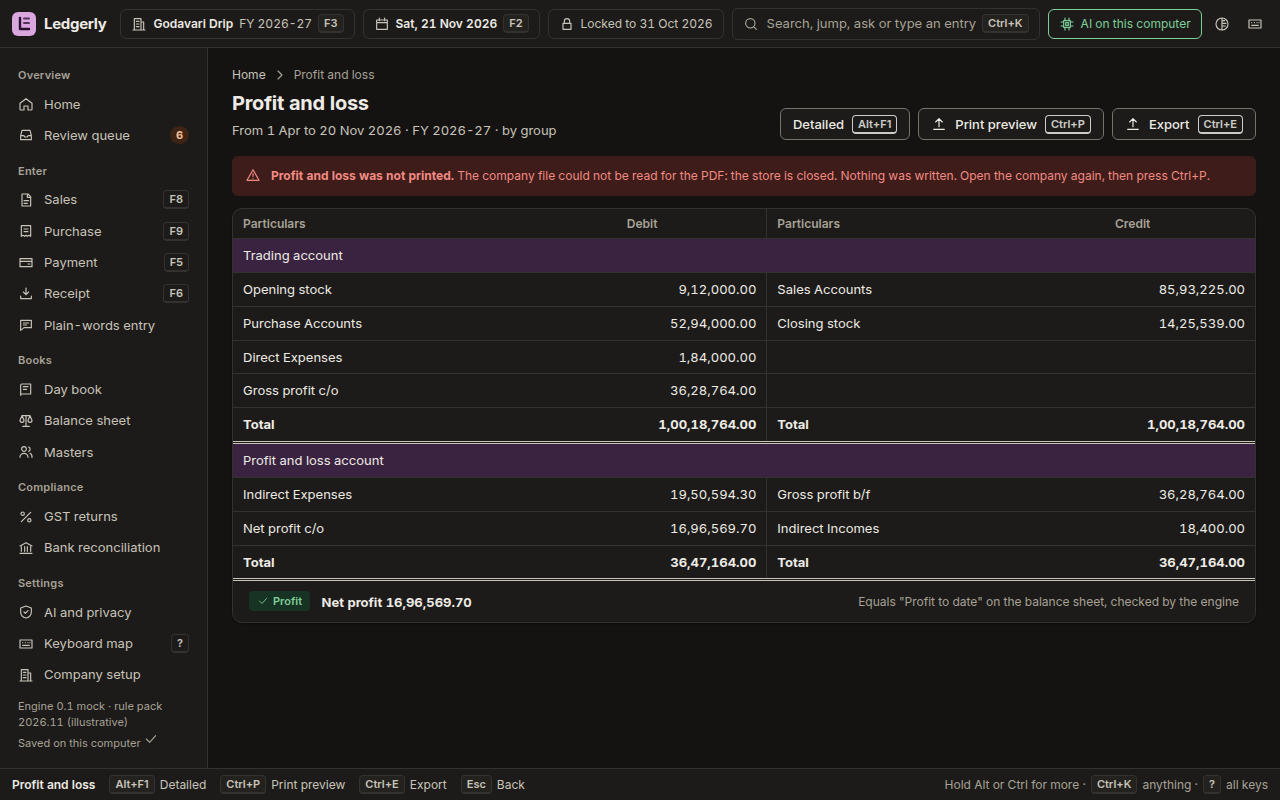 Ledgerly
Godavari Drip FY 2026-27 F3
Sat, 21 Nov 2026 F2
Locked to 31 Oct 2026
Search, jump, ask or type an entry Ctrl+K
AI on this computer
Overview
Home
Review queue 6
Enter
Sales F8
Purchase F9
Payment F5
Receipt F6
Plain-words entry
Books
Day book
Balance sheet
Masters
Compliance
GST returns
Bank reconciliation
Settings
AI and privacy
Keyboard map ?
Company setup
Engine 0.1 mock · rule pack
2026.11 (illustrative)
Saved on this computer
Home > Profit and loss
Profit and loss
From 1 Apr to 20 Nov 2026 · FY 2026-27 · by group
Detailed Alt+F1
Print preview Ctrl+P
Export Ctrl+E
Profit and loss was not printed. The company file could not be read for the PDF: the store is closed. Nothing was written. Open the company again, then press Ctrl+P.
Particulars Debit Particulars Credit
Trading account
Opening stock 9,12,000.00 Sales Accounts 85,93,225.00
Purchase Accounts 52,94,000.00 Closing stock 14,25,539.00
Direct Expenses 1,84,000.00
Gross profit c/o 36,28,764.00
Total 1,00,18,764.00 Total 1,00,18,764.00
Profit and loss account
Indirect Expenses 19,50,594.30 Gross profit b/f 36,28,764.00
Net profit c/o 16,96,569.70 Indirect Incomes 18,400.00
Total 36,47,164.00 Total 36,47,164.00
Profit Net profit 16,96,569.70 Equals "Profit to date" on the balance sheet, checked by the engine
Profit and loss Alt+F1 Detailed Ctrl+P Print preview Ctrl+E Export Esc Back Hold Alt or Ctrl for more · Ctrl+K anything · ? all keys